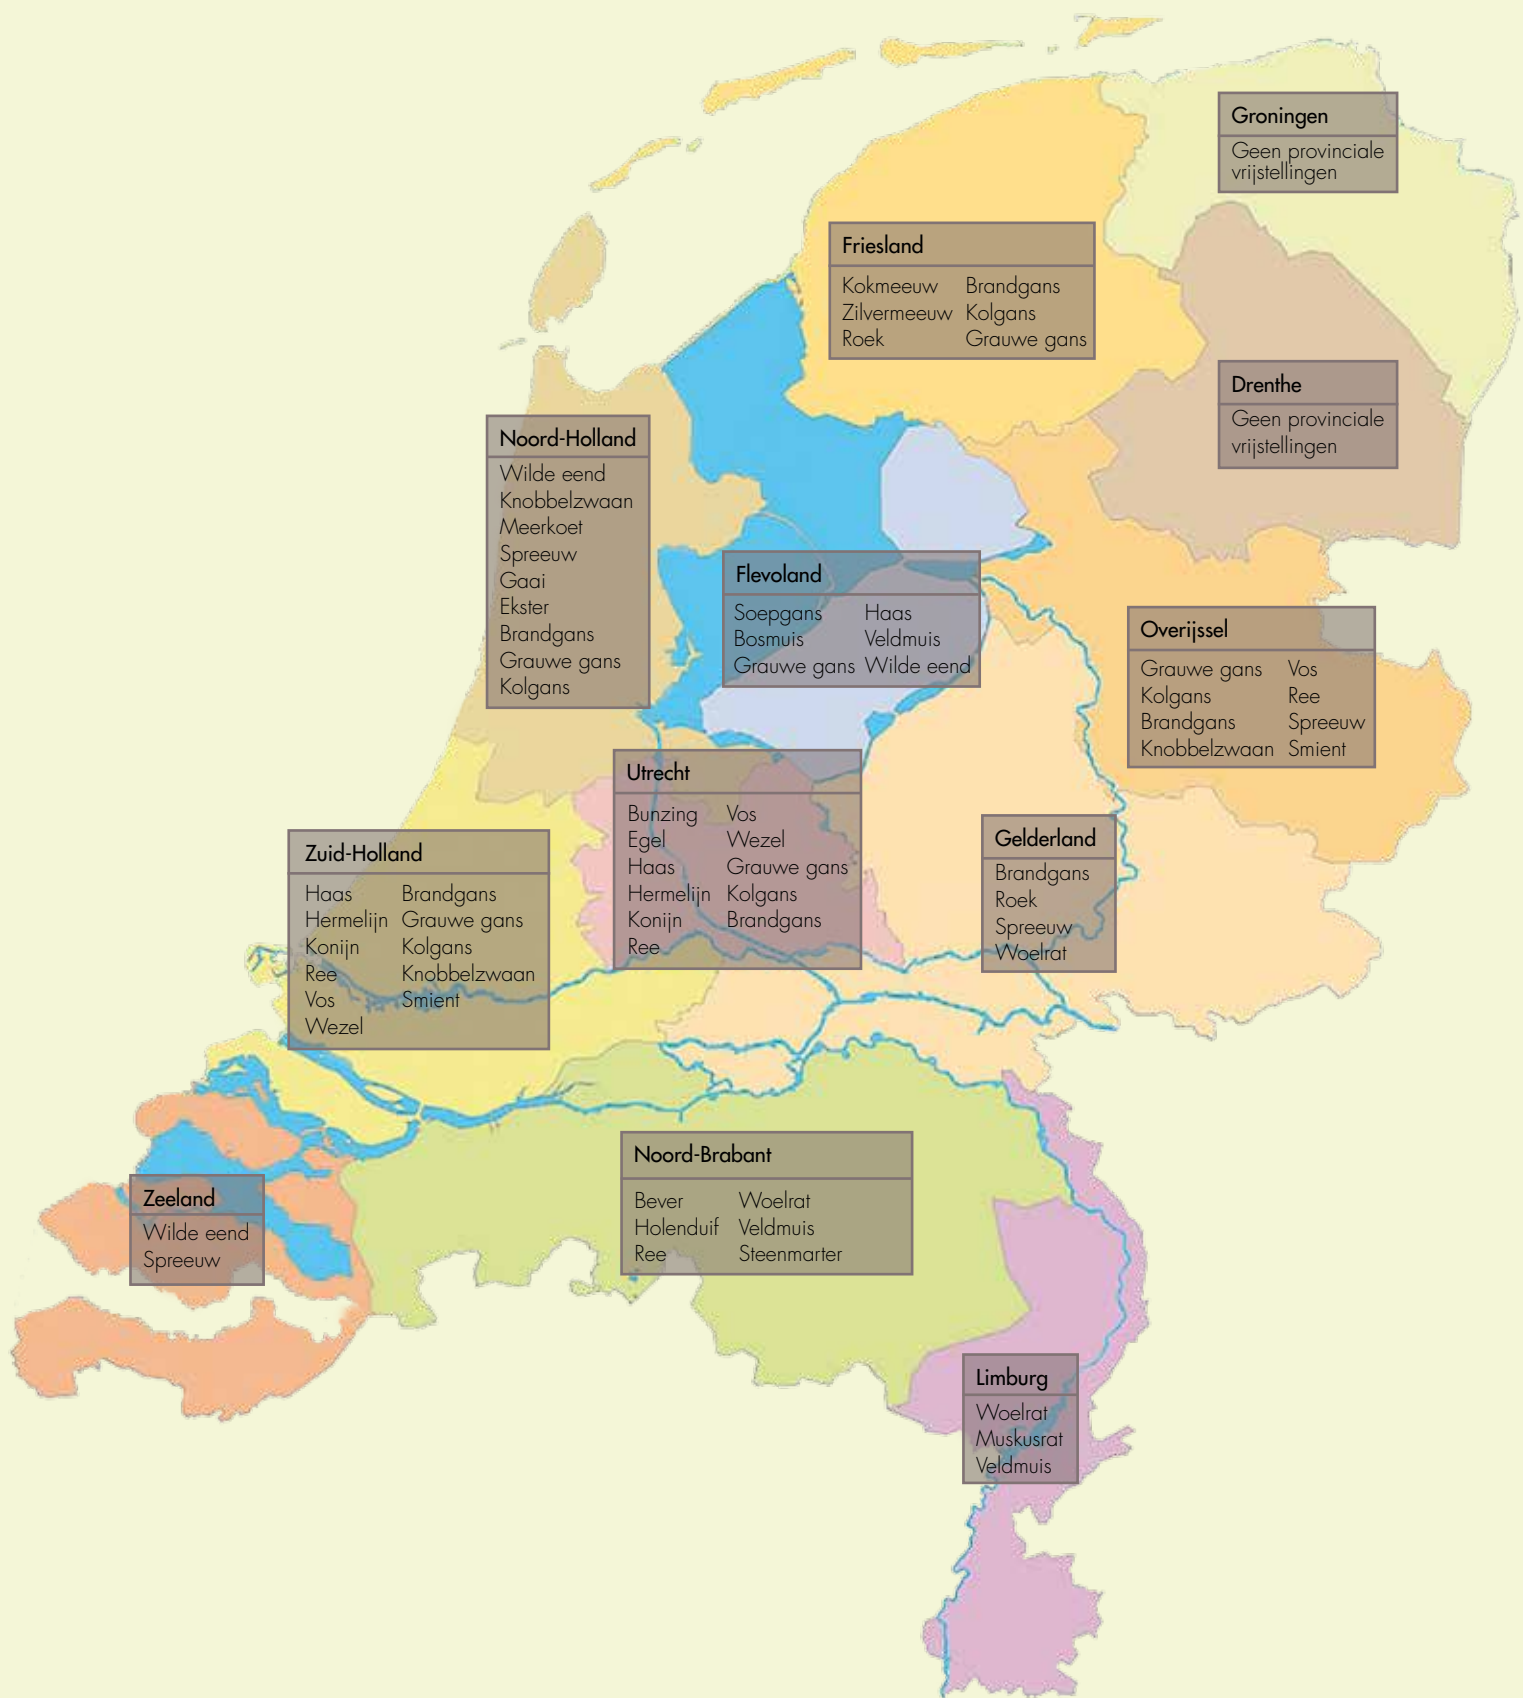 Groningen
Geen provinciale
vrijstellingen
Friesland
Kokmeeuw Brandgans
Zilvermeeuw Kolgans
Roek Grauwe gans
Drenthe
Geen provinciale
vrijstellingen
Noord-Holland
Wilde eend
Knobbelzwaan
Meerkoet
Spreeuw
Gaai
Ekster
Brandgans
Grauwe gans
Kolgans
Flevoland
Soepgans Haas
Bosmuis Veldmuis
Grauwe gans Wilde eend
Overijssel
Grauwe gans Vos
Kolgans Ree
Brandgans Spreeuw
Knobbelzwaan Smient
Utrecht
Bunzing Vos
Egel Wezel
Haas Grauwe gans
Hermelijn Kolgans
Konijn Brandgans
Ree
Gelderland
Brandgans
Roek
Spreeuw
Woelrat
Zuid-Holland
Haas Brandgans
Hermelijn Grauwe gans
Konijn Kolgans
Ree Knobbelzwaan
Vos Smient
Wezel
Noord-Brabant
Bever Woelrat
Holenduif Veldmuis
Ree Steenmarter
Zeeland
Wilde eend
Spreeuw
Limburg
Woelrat
Muskusrat
Veldmuis